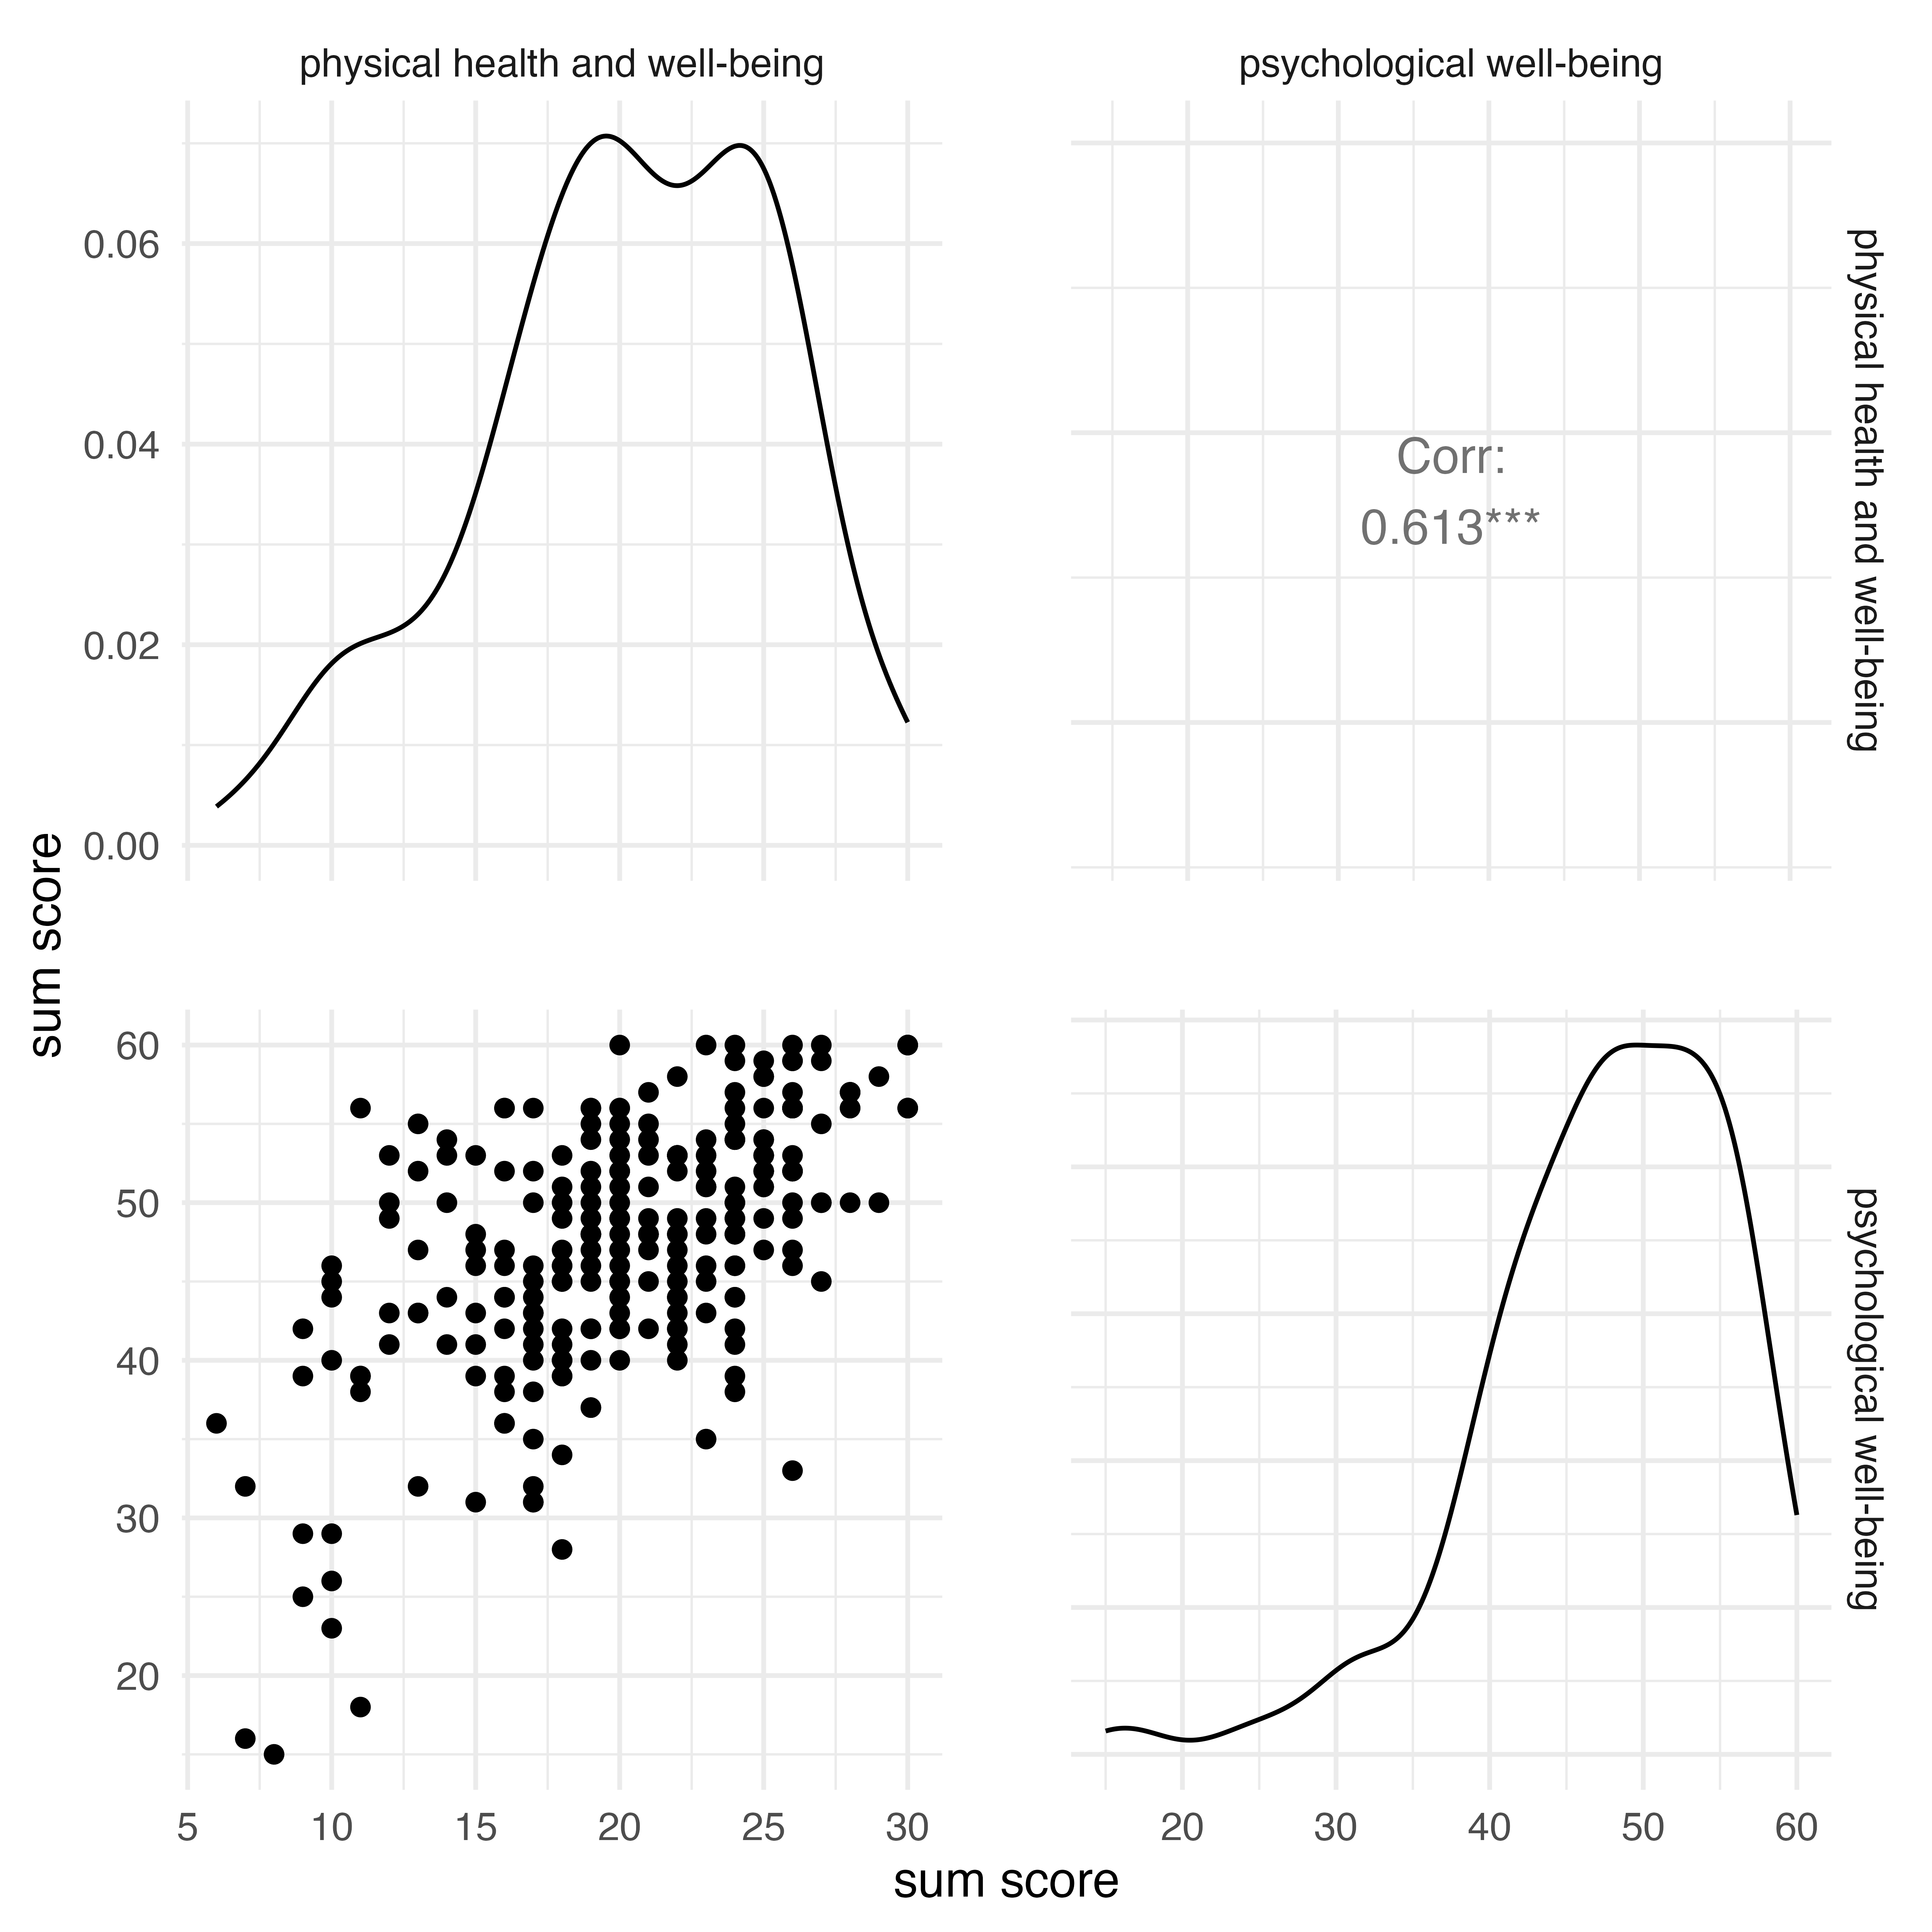 physical health and well-being
psychological well-being
0.06
0.04
0.02
0.00
Corr:
0.613***
physical health and well-being
sum score
60
50
40
30
20
psychological well-being
5 10 15 20 25 30
20 30 40 50 60
sum score